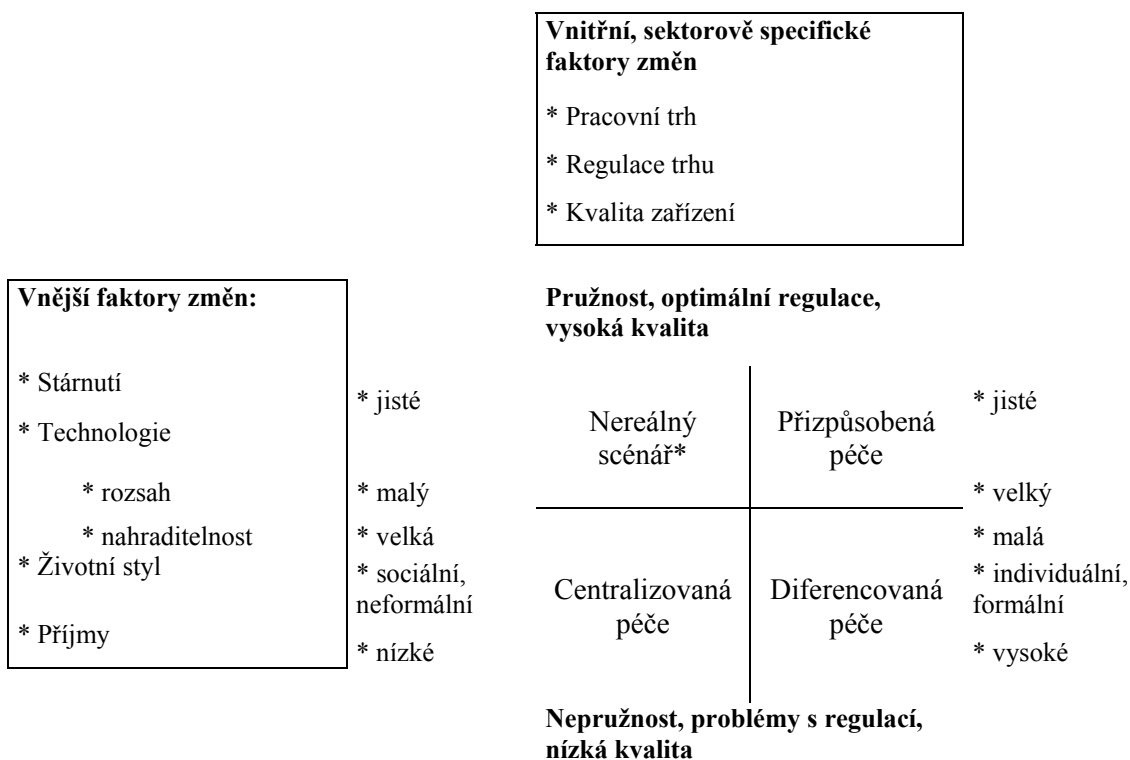 Vnitřní, sektorově specifické
faktory změn
* Pracovní trh
* Regulace trhu
* Kvalita zařízení
Vnější faktory změn:
* Stárnutí
* Technologie
* rozsah
* nahraditelnost
* Životní styl
* Příjmy
* jisté
* malý
* velká
* sociální,
neformální
* nízké
Pružnost, optimální regulace,
vysoká kvalita
Nereálný
scénář*
Přizpůsobená
péče
Centralizovaná
péče
Diferencovaná
péče
Nepružnost, problémy s regulací,
nízká kvalita
* jisté
* velký
* malá
* individuální,
formální
* vysoké